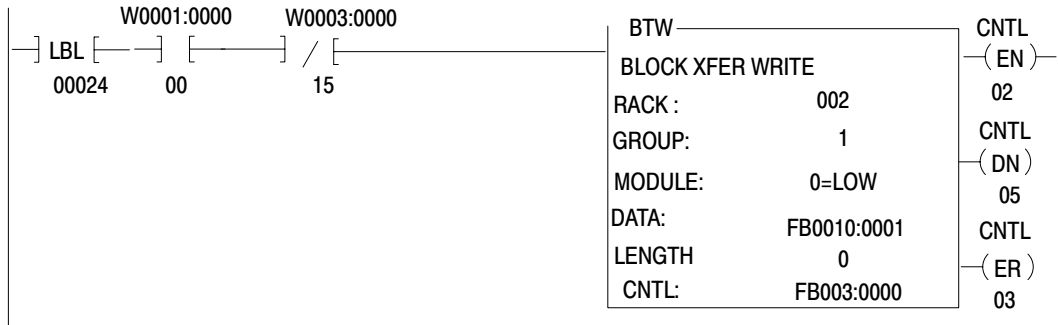 W0001:0000 W0003:0000
LBL
00024 00 15
BTW
BLOCK XFER WRITE
RACK : 002
GROUP: 1
MODULE: 0=LOW
DATA: FB0010:0001
LENGTH 0
CNTL: FB003:0000
CNTL
EN
02
CNTL
DN
05
CNTL
ER
03